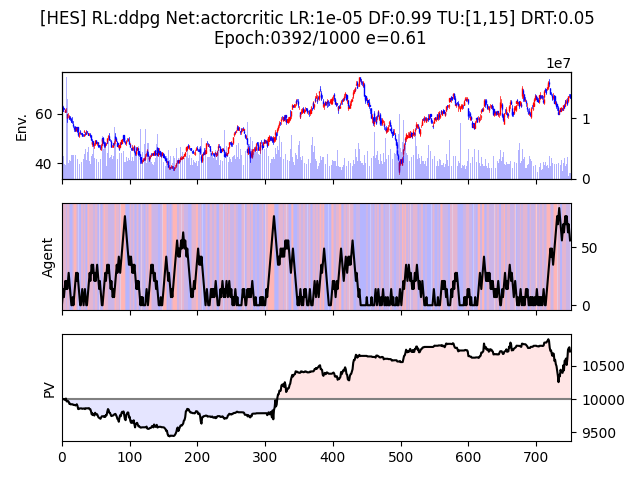 [HES] RL:ddpg Net:actorcritic LR:1e-05 DF:0.99 TU:[1,15] DRT:0.05
Epoch:0392/1000 e=0.61
1e7
Env.
60
40
1
0
Agent
50
0
PV
10500
10000
9500
0 100 200 300 400 500 600 700